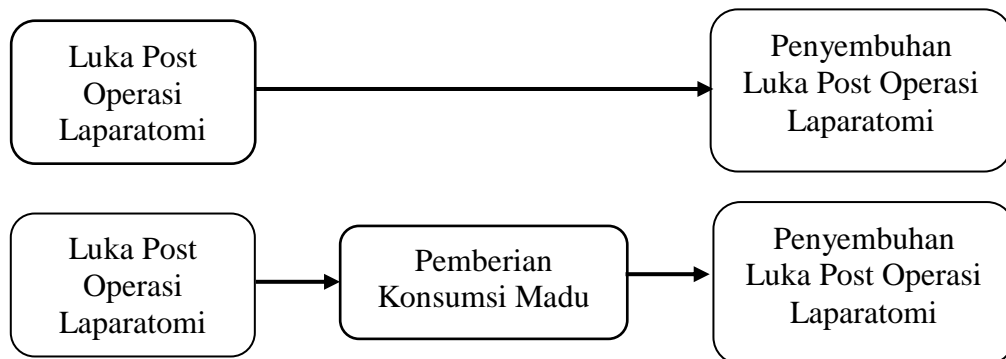 Luka Post
Operasi
Laparatomi
Penyembuhan
Luka Post Operasi
Laparatomi
Luka Post
Operasi
Laparatomi
Pemberian
Konsumsi Madu
Penyembuhan
Luka Post Operasi
Laparatomi